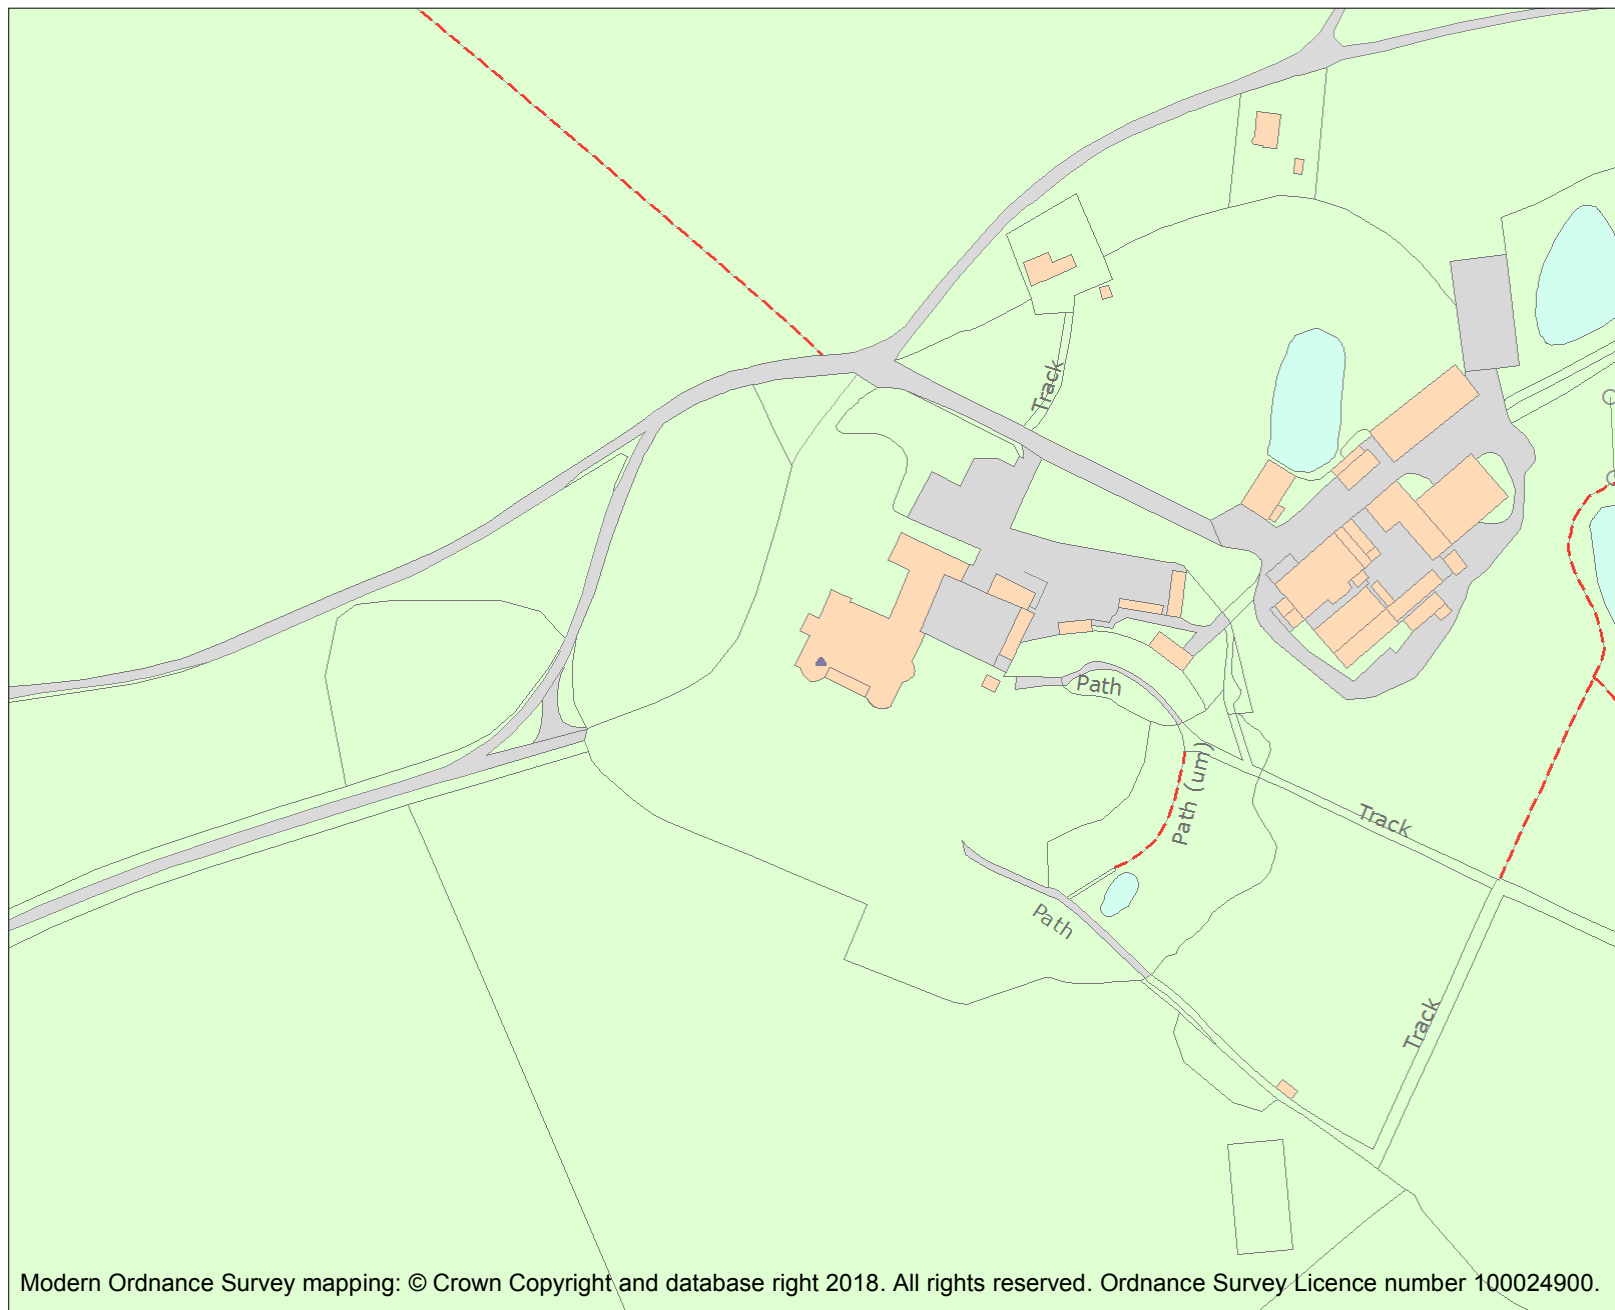 Track
Path
Path (um)
Track
Path
Track
Modern Ordnance Survey mapping: © Crown Copyright and database right 2018. All rights reserved. Ordnance Survey Licence number 100024900.